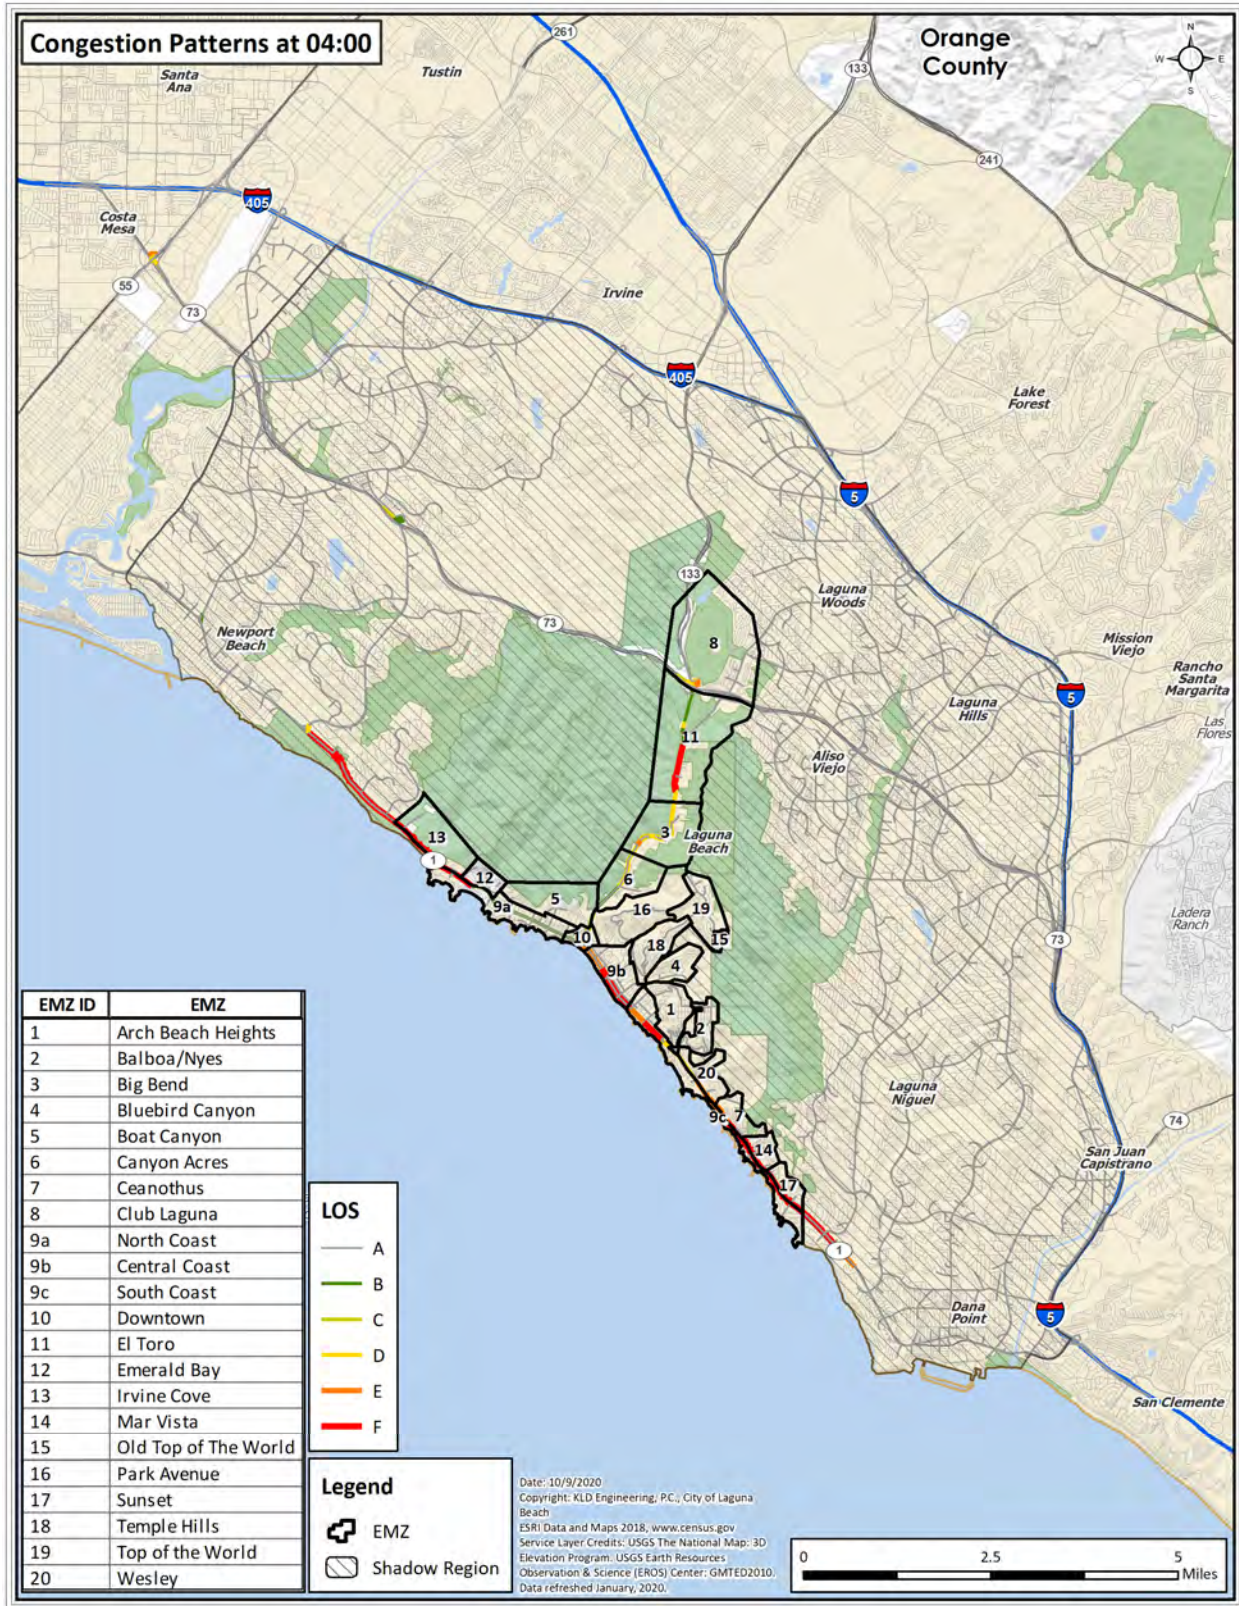 Congestion Patterns at 04:00
Orange
County
N
W
E
S
261
133
241
Santa
Ana
Tustin
405
Costa
Mesa
55
73
Irvine
405
Lake
Forest
5
133
Laguna
Woods
73
Newport
Beach
8
Mission
Viejo
Rancho
Santa
Margarita
5
Laguna
Hills
Las
Flores
11
Aliso
Viejo
13
3
Laguna
Beach
1
12
6
5
9a
16
19
Ladera
Ranch
10
18
15
73
4
9b
1
2
20
Laguna
Niguel
9c
7
74
14
San Juan
Capistrano
17
1
Dana
Point
5
San Clemente
EMZ ID EMZ
1 Arch Beach Heights
2 Balboa/Nyes
3 Big Bend
4 Bluebird Canyon
5 Boat Canyon
6 Canyon Acres
7 Ceanothus
8 Club Laguna
9a North Coast
9b Central Coast
9c South Coast
10 Downtown
11 El Toro
12 Emerald Bay
13 Irvine Cove
14 Mar Vista
15 Old Top of The World
16 Park Avenue
17 Sunset
18 Temple Hills
19 Top of the World
20 Wesley
LOS
A
B
C
D
E
F
Legend
EMZ
Shadow Region
Date: 10/9/2020
Copyright: KLD Engineering, P.C., City of Laguna
Beach
ESRI Data and Maps 2018, www.census.gov
Service Layer Credits: USGS The National Map: 3D
Elevation Program. USGS Earth Resources
Observation & Science (EROS) Center: GMTED2010.
Data refreshed January, 2020.
0 2.5 5
Miles